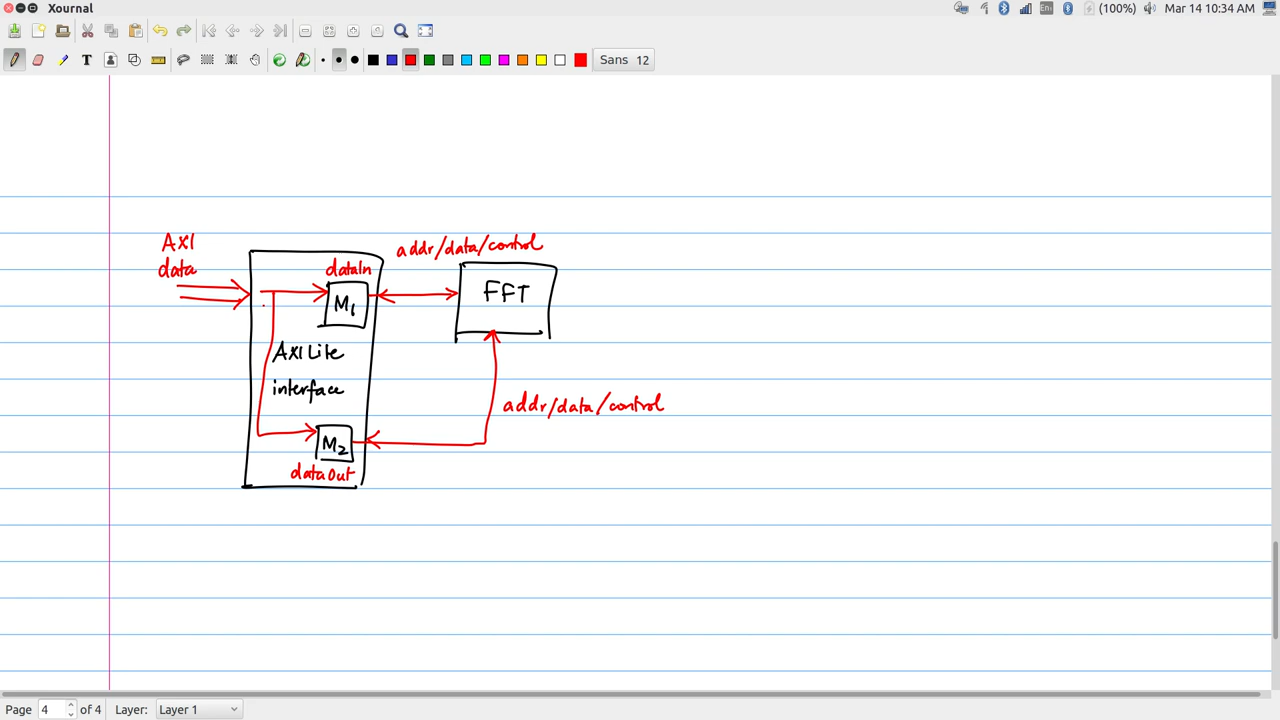 Xournal
(100%)
Mar 14 10:34 AM
Sans 12
AXI
data
addr/data/control
dataIn
M1
FFT
AXI Lite
interface
addr/data/control
M2
dataOut
Page 4 of 4 Layer: Layer 1